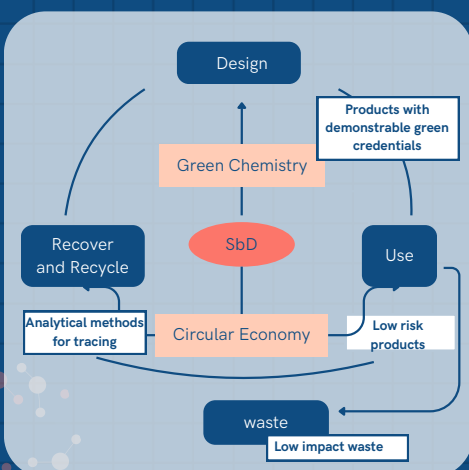 Design
Products with
demonstrable green
credentials
Green Chemistry
Recover
and Recycle
SbD
Use
Analytical methods
for tracing
Circular Economy
Low risk
products
waste
Low impact waste